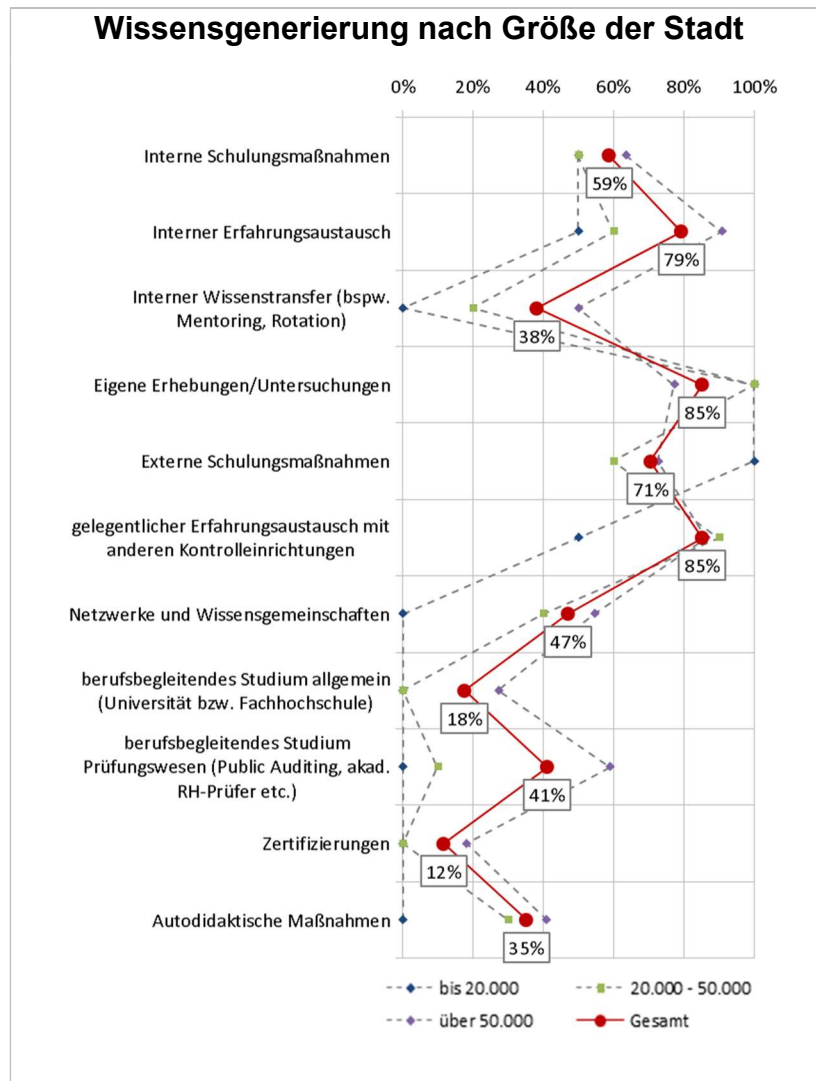 Wissensgenerierung nach Größe der Stadt
0% 20% 40% 60% 80% 100%
Interne Schulungsmaßnahmen
59%
Interner Erfahrungsaustausch
79%
Interner Wissenstransfer (bspw.
Mentoring, Rotation)
38%
Eigene Erhebungen/Untersuchungen
85%
Externe Schulungsmaßnahmen
71%
gelegentlicher Erfahrungsaustausch mit
anderen Kontrolleinrichtungen
85%
Netzwerke und Wissensgemeinschaften
47%
berufsbegleitendes Studium allgemein
(Universität bzw. Fachhochschule)
18%
berufsbegleitendes Studium
Prüfungswesen (Public Auditing, akad.
RH-Prüfer etc.)
41%
Zertifizierungen
12%
Autodidaktische Maßnahmen
35%
bis 20.000 20.000 - 50.000
über 50.000 Gesamt